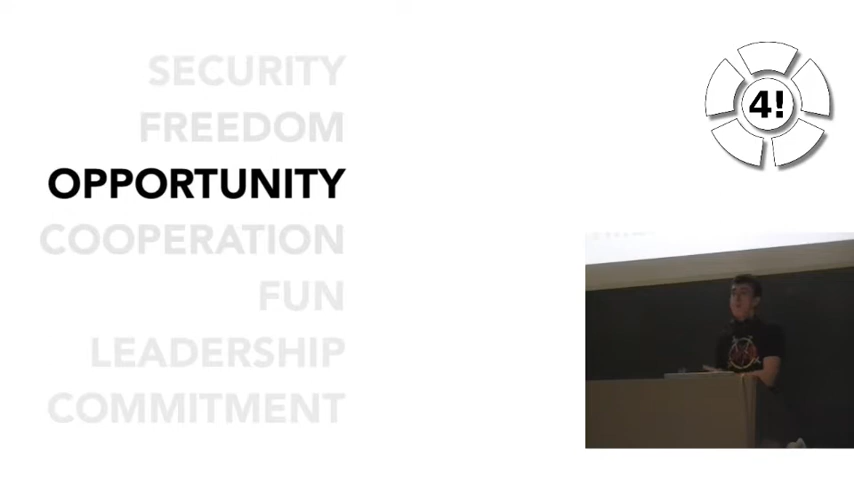 SECURITY
FREEDOM
OPPORTUNITY
COOPERATION
FUN
LEADERSHIP
COMMITMENT
4!